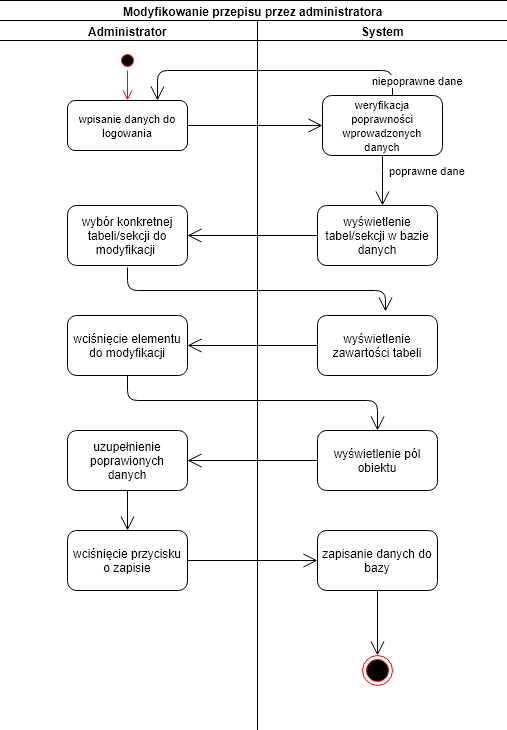 Modyfikowanie przepisu przez administratora
Administrator
System
niepoprawne dane
wpisanie danych do
logowania
weryfikacja
poprawności
wprowadzonych
danych
poprawne dane
wybór konkretnej
tabeli/sekcji do
modyfikacji
wyświetlenie
tabel/sekcji w bazie
danych
wciśnięcie elementu
do modyfikacji
wyświetlenie
zawartości tabeli
uzupełnienie
poprawionych
danych
wyświetlenie pól
obiektu
wciśnięcie przycisku
o zapisie
zapisanie danych do
bazy